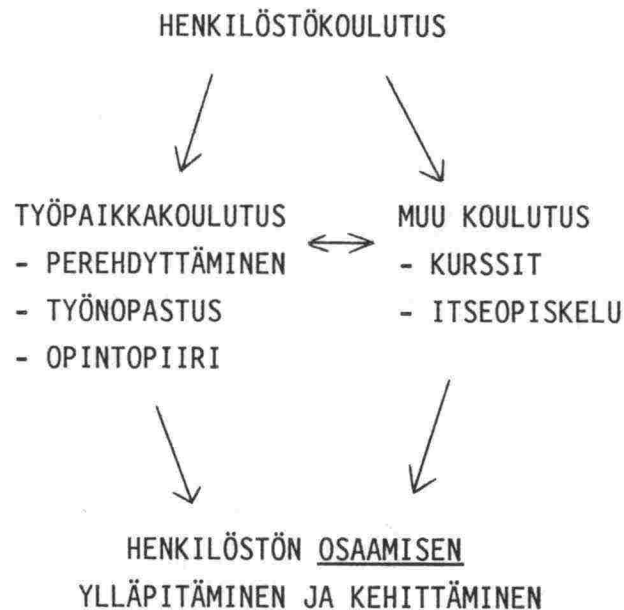 HENKILÖSTÖKOULUTUS
TYÖPAIKKAKOULUTUS
- PEREHDYTTÄMINEN
- TYÖNOPASTUS
- OPINTOPIIRI
MUU KOULUTUS
- KURSSIT
- ITSEOPISKELU
HENKILÖSTÖN OSAAMISEN
YLLÄPITÄMINEN JA KEHITTÄMINEN